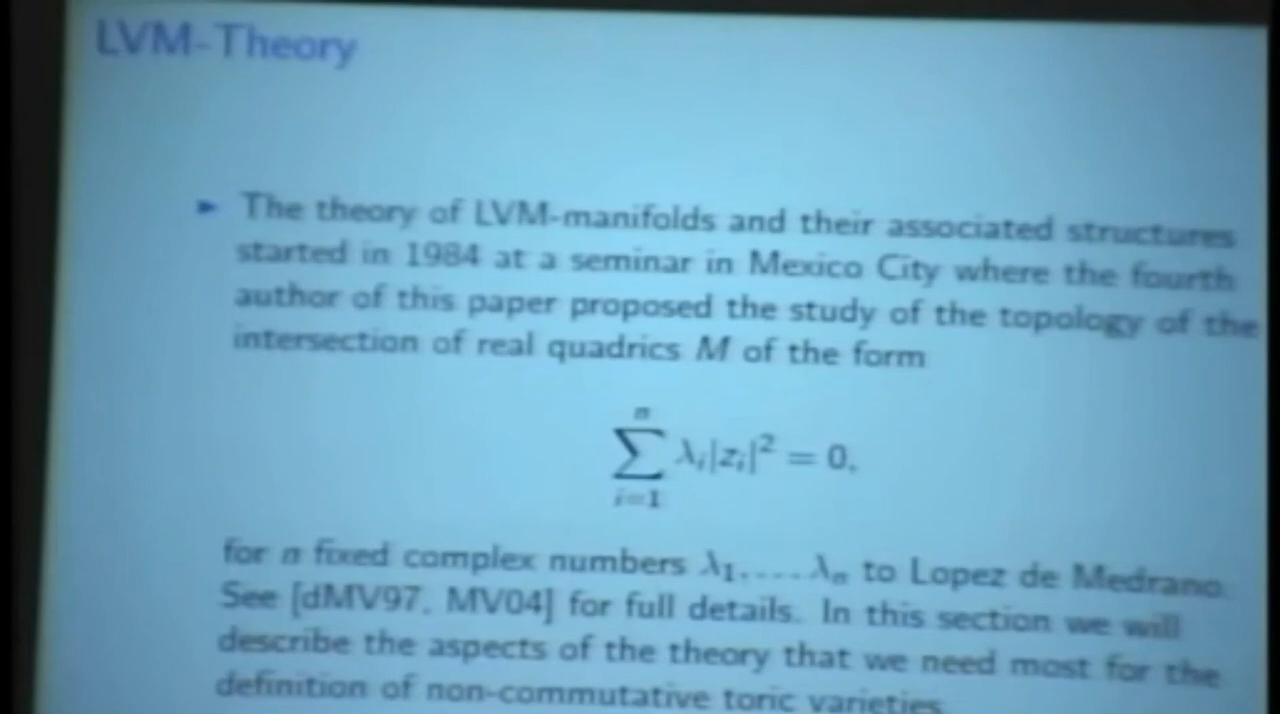 LVM-Theory
► The theory of LVM-manifolds and their associated structures
started in 1984 at a seminar in Mexico City where the fourth
author of this paper proposed the study of the topology of the
intersection of real quadrics M of the form
n
∑ λᵢ|zᵢ|² = 0,
i=1
for n fixed complex numbers λ₁, . . . , λₙ to Lopez de Medrano.
See [dMV97, MV04] for full details. In this section we will
describe the aspects of the theory that we need most for the
definition of non-commutative toric varieties